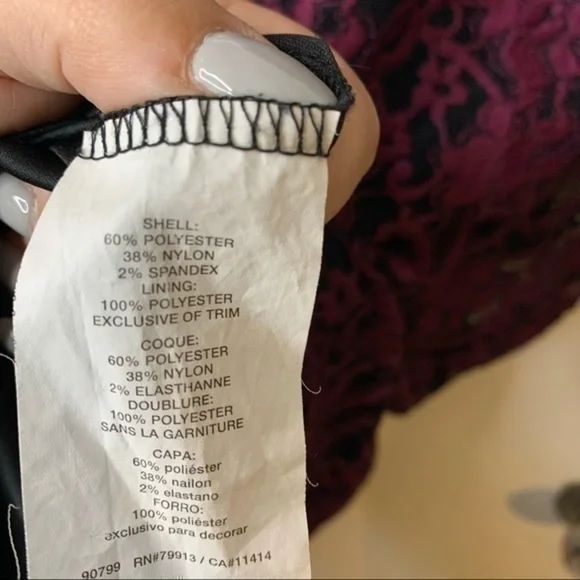 SHELL:
60% POLYESTER
38% NYLON
2% SPANDEX
LINING:
100% POLYESTER
EXCLUSIVE OF TRIM
COQUE:
60% POLYESTER
38% NYLON
2% ELASTHANNE
DOUBLURE:
100% POLYESTER
SANS LA GARNITURE
CAPA:
60% poliéster
38% nailon
2% elastano
FORRO:
100% poliéster
exclusivo para decorar
90799 RN#79913 / CA#11414